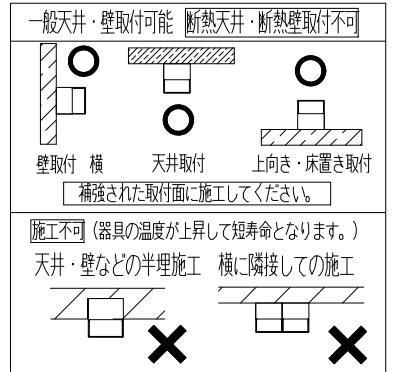 一般天井・壁取付可能 断熱天井・断熱壁取付不可
壁取付 横 天井取付 上向き・床置き取付
補強された取付面に施工してください。
施工不可 (器具の温度が上昇して短寿命となります。)
天井・壁などの半埋施工 横に隣接しての施工